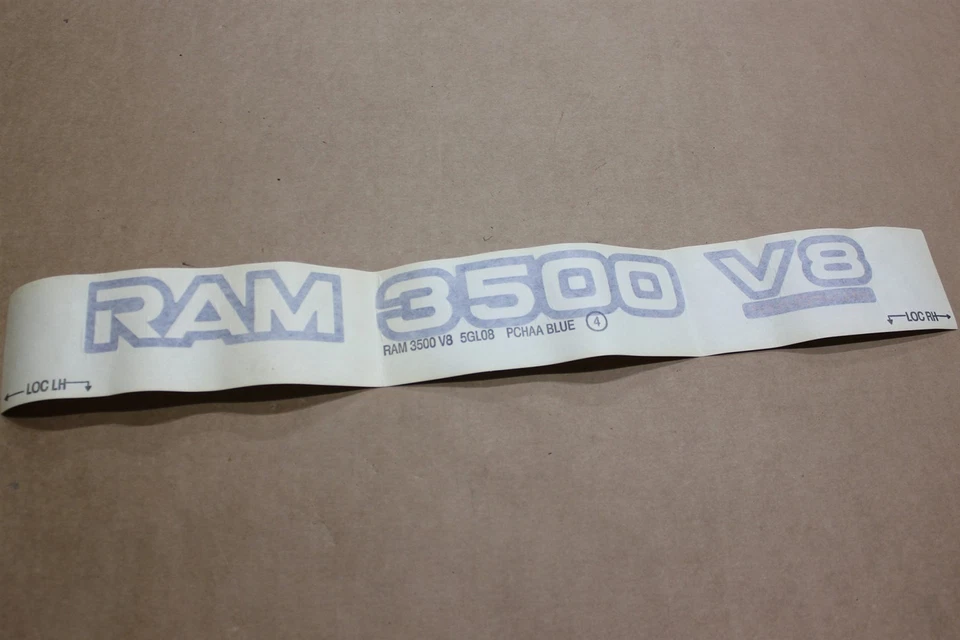 RAM 3500 V8
RAM 3500 V8 5GL08 PCHAA BLUE 4
LOC LH
LOC RH